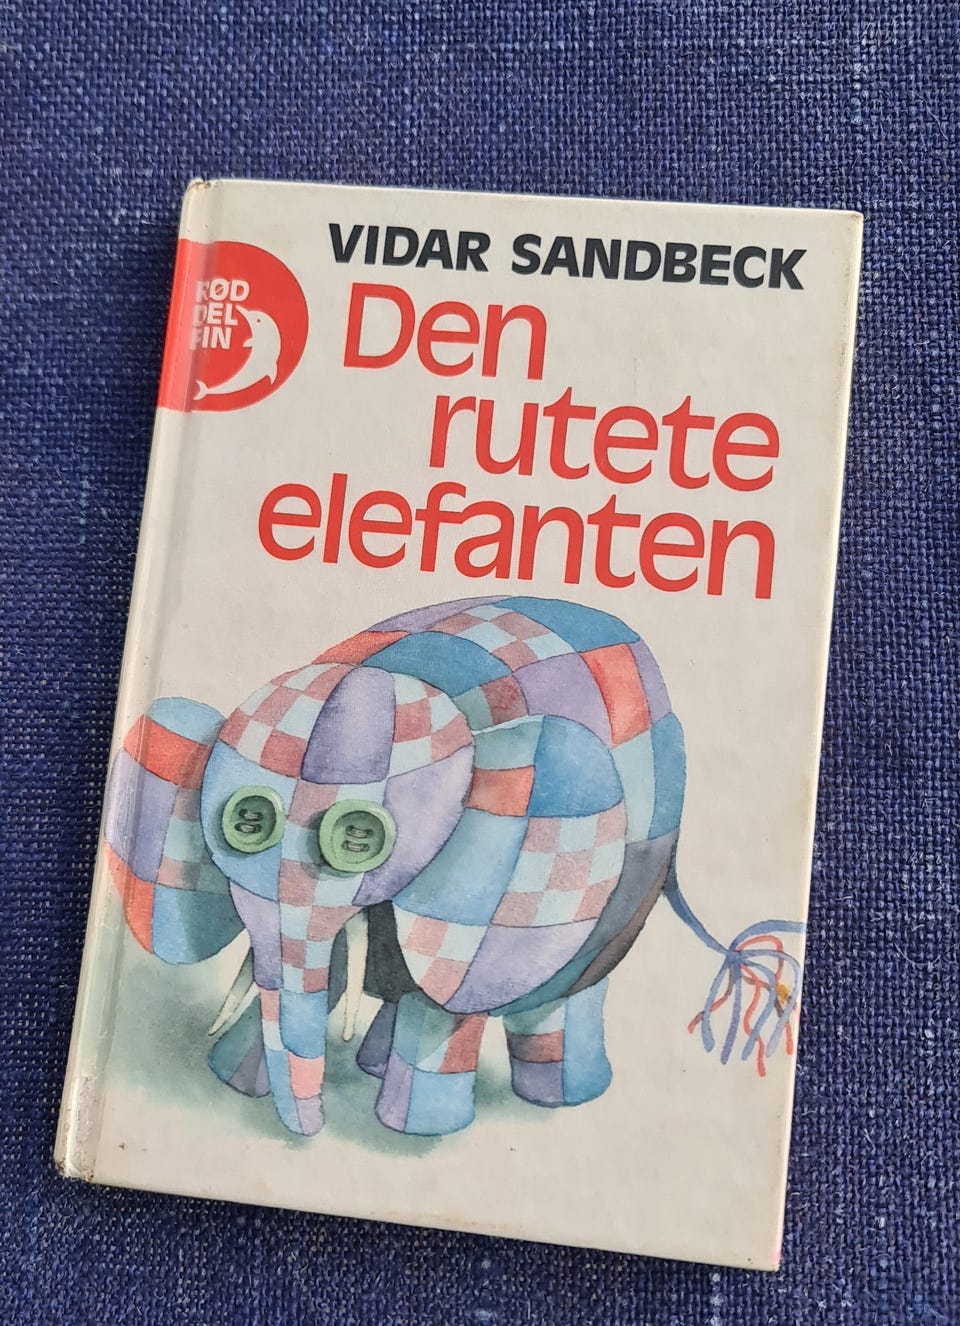 VIDAR SANDBECK
RØD
DEL
FIN
Den
rutete
elefanten